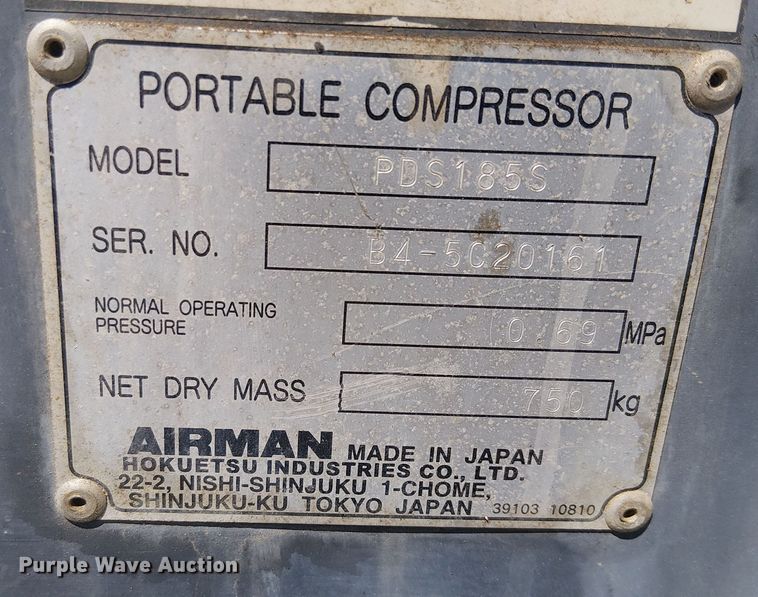 PORTABLE COMPRESSOR
MODEL PDS185S
SER. NO. B4-5C20161
NORMAL OPERATING
PRESSURE 0.69 MPa
NET DRY MASS 750 kg
AIRMAN MADE IN JAPAN
HOKUETSU INDUSTRIES CO., LTD.
22-2, NISHI-SHINJUKU 1-CHOME,
SHINJUKU-KU TOKYO JAPAN 39103 10810
Purple Wave Auction